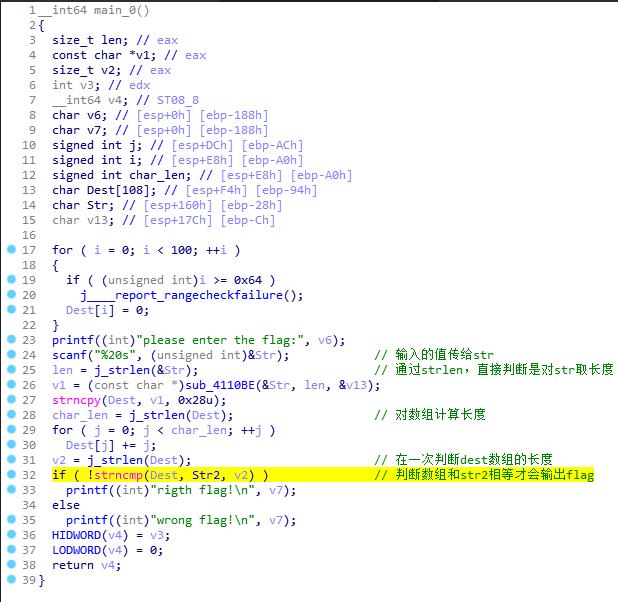 1 __int64 main_0()
2 {
3 size_t len; // eax
4 const char *v1; // eax
5 size_t v2; // eax
6 int v3; // edx
7 __int64 v4; // ST08_8
8 char v6; // [esp+0h] [ebp-188h]
9 char v7; // [esp+0h] [ebp-188h]
10 signed int j; // [esp+DCh] [ebp-ACh]
11 signed int i; // [esp+E8h] [ebp-A0h]
12 signed int char_len; // [esp+E8h] [ebp-A0h]
13 char Dest[108]; // [esp+F4h] [ebp-94h]
14 char Str; // [esp+160h] [ebp-28h]
15 char v13; // [esp+17Ch] [ebp-Ch]
16
17 for ( i = 0; i < 100; ++i )
18 {
19 if ( (unsigned int)i >= 0x64 )
20 j____report_rangecheckfailure();
21 Dest[i] = 0;
22 }
23 printf((int)"please enter the flag:", v6);
24 scanf("%20s", (unsigned int)&Str); // 输入的值传给str
25 len = j_strlen(&Str); // 通过strlen，直接判断是对str取长度
26 v1 = (const char *)sub_4110BE(&Str, len, &v13);
27 strncpy(Dest, v1, 0x28u);
28 char_len = j_strlen(Dest); // 对数组计算长度
29 for ( j = 0; j < char_len; ++j )
30 Dest[j] += j;
31 v2 = j_strlen(Dest); // 在一次判断dest数组的长度
32 if ( !strncmp(Dest, Str2, v2) ) // 判断数组和str2相等才会输出flag
33 printf((int)"rigth flag!\n", v7);
34 else
35 printf((int)"wrong flag!\n", v7);
36 HIDWORD(v4) = v3;
37 LODWORD(v4) = 0;
38 return v4;
39 }